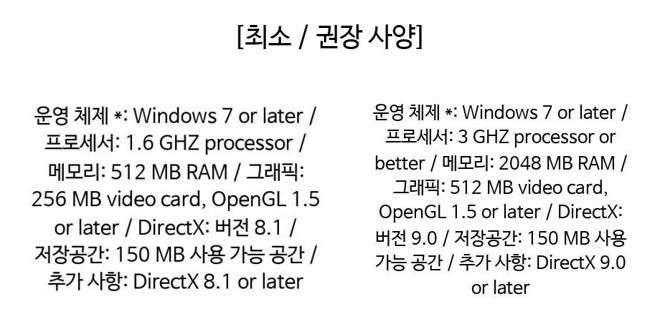 [최소 / 권장 사양]
운영 체제 *: Windows 7 or later /
프로세서: 1.6 GHZ processor /
메모리: 512 MB RAM / 그래픽:
256 MB video card, OpenGL 1.5
or later / DirectX: 버전 8.1 /
저장공간: 150 MB 사용 가능 공간 /
추가 사항: DirectX 8.1 or later
운영 체제 *: Windows 7 or later /
프로세서: 3 GHZ processor or
better / 메모리: 2048 MB RAM /
그래픽: 512 MB video card,
OpenGL 1.5 or later / DirectX:
버전 9.0 / 저장공간: 150 MB 사용
가능 공간 / 추가 사항: DirectX 9.0
or later